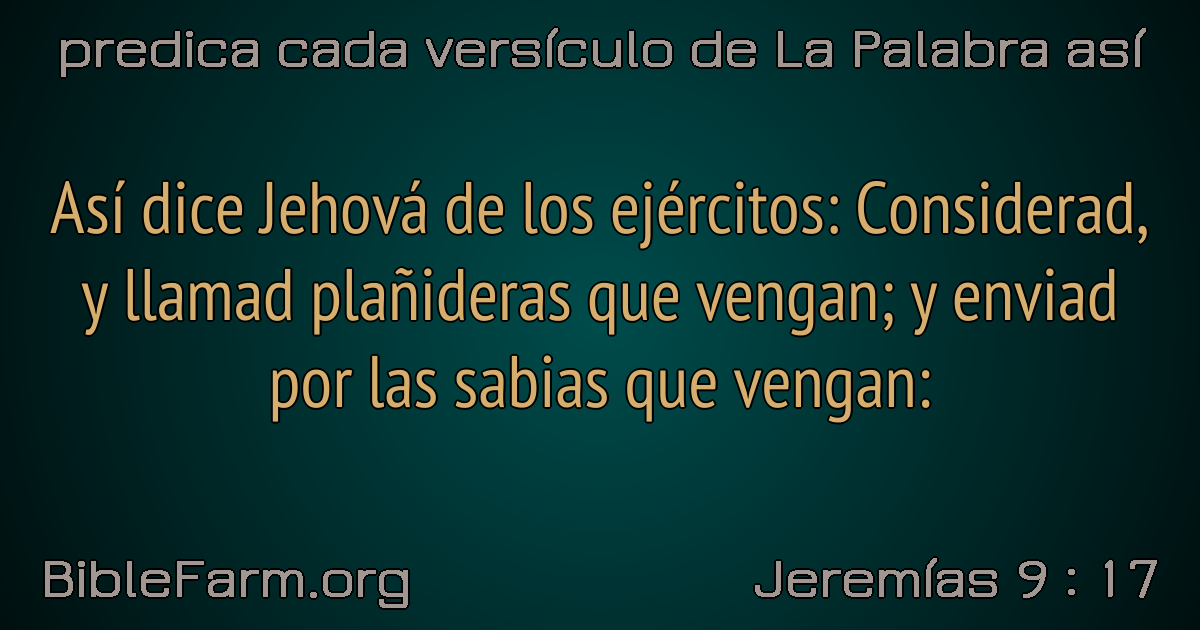 predica cada versículo de La Palabra así
Así dice Jehová de los ejércitos: Considerad,
y llamad plañideras que vengan; y enviad
por las sabias que vengan:
BibleFarm.org
Jeremías 9 : 17